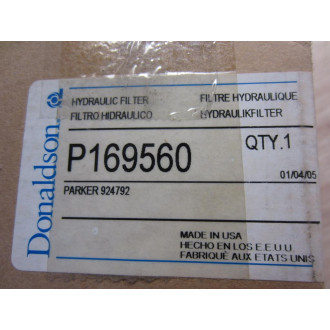 Donaldson
HYDRAULIC FILTER FILTRE HYDRAULIQUE
FILTRO HIDRAULICO HYDRAULIKFILTER
P169560 QTY.1
PARKER 924792 01/04/05
MADE IN USA
HECHO EN LOS E.E.U.U.
FABRIQUÉ AUX ETATS UNIS